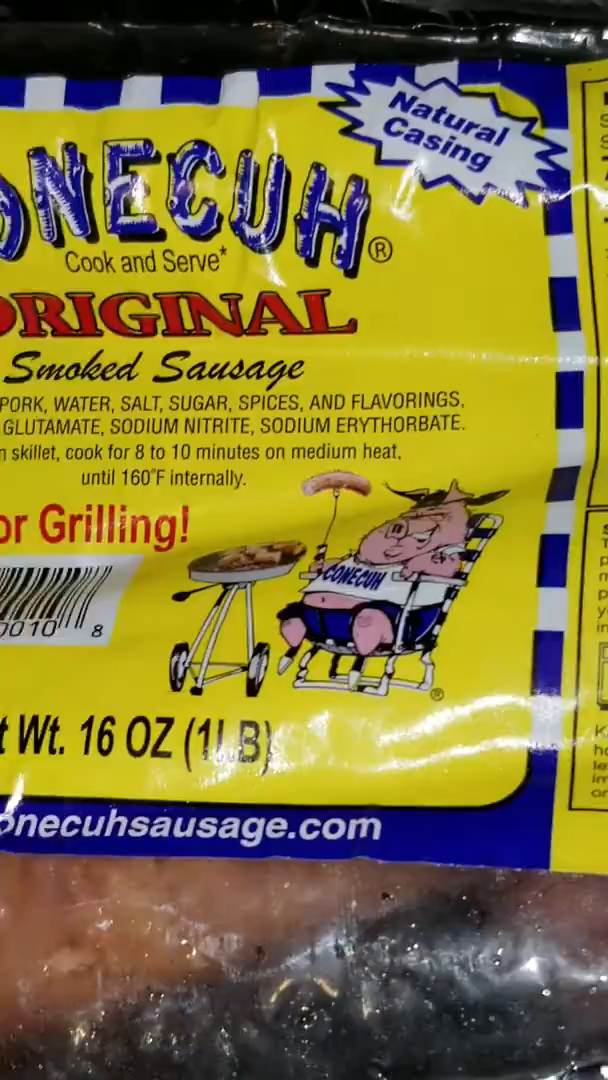 ONECUH®
Natural
Casing
Cook and Serve*
ORIGINAL
Smoked Sausage
PORK, WATER, SALT, SUGAR, SPICES, AND FLAVORINGS,
GLUTAMATE, SODIUM NITRITE, SODIUM ERYTHORBATE.
n skillet, cook for 8 to 10 minutes on medium heat,
until 160°F internally.
or Grilling!
CONECUH
0010 8
®
t Wt. 16 OZ (1LB)
onecuhsausage.com